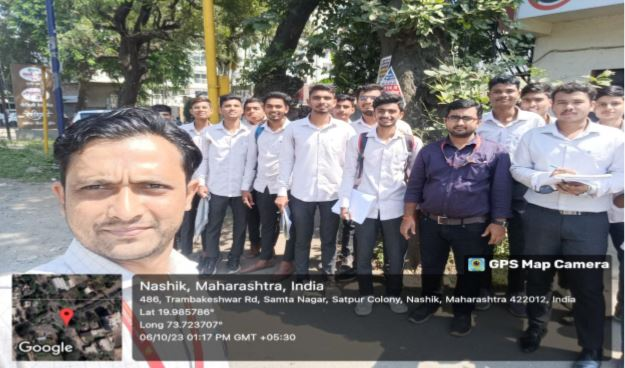 GPS Map Camera
Nashik, Maharashtra, India
486, Trambakeshwar Rd, Samta Nagar, Satpur Colony, Nashik, Maharashtra 422012, India
Lat 19.985786°
Long 73.723707°
06/10/23 01:17 PM GMT +05:30
Google